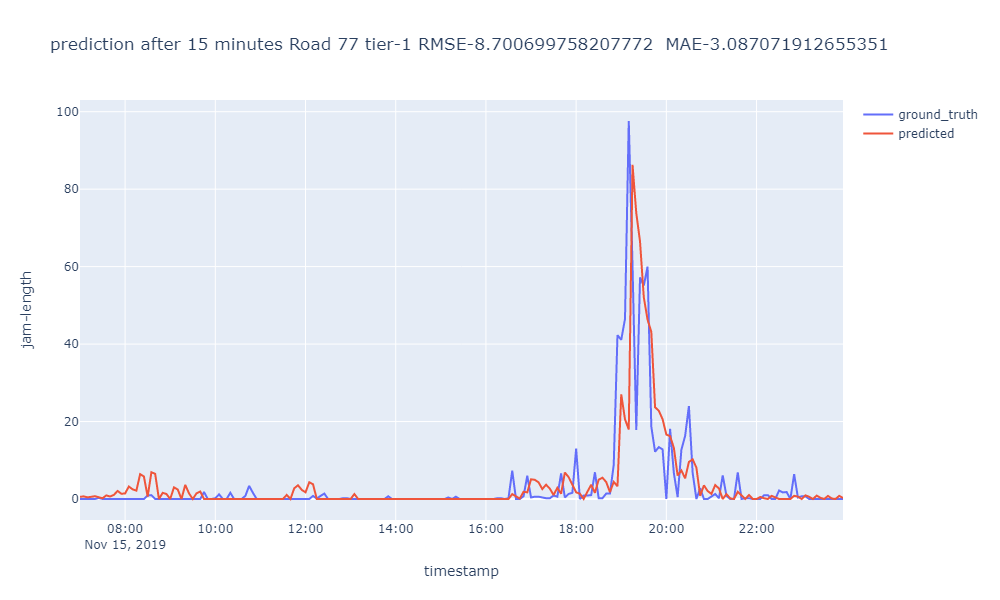 prediction after 15 minutes Road 77 tier-1 RMSE-8.700699758207772  MAE-3.087071912655351
ground_truth
predicted
jam-length
100
80
60
40
20
0
08:00 10:00 12:00 14:00 16:00 18:00 20:00 22:00
Nov 15, 2019
timestamp